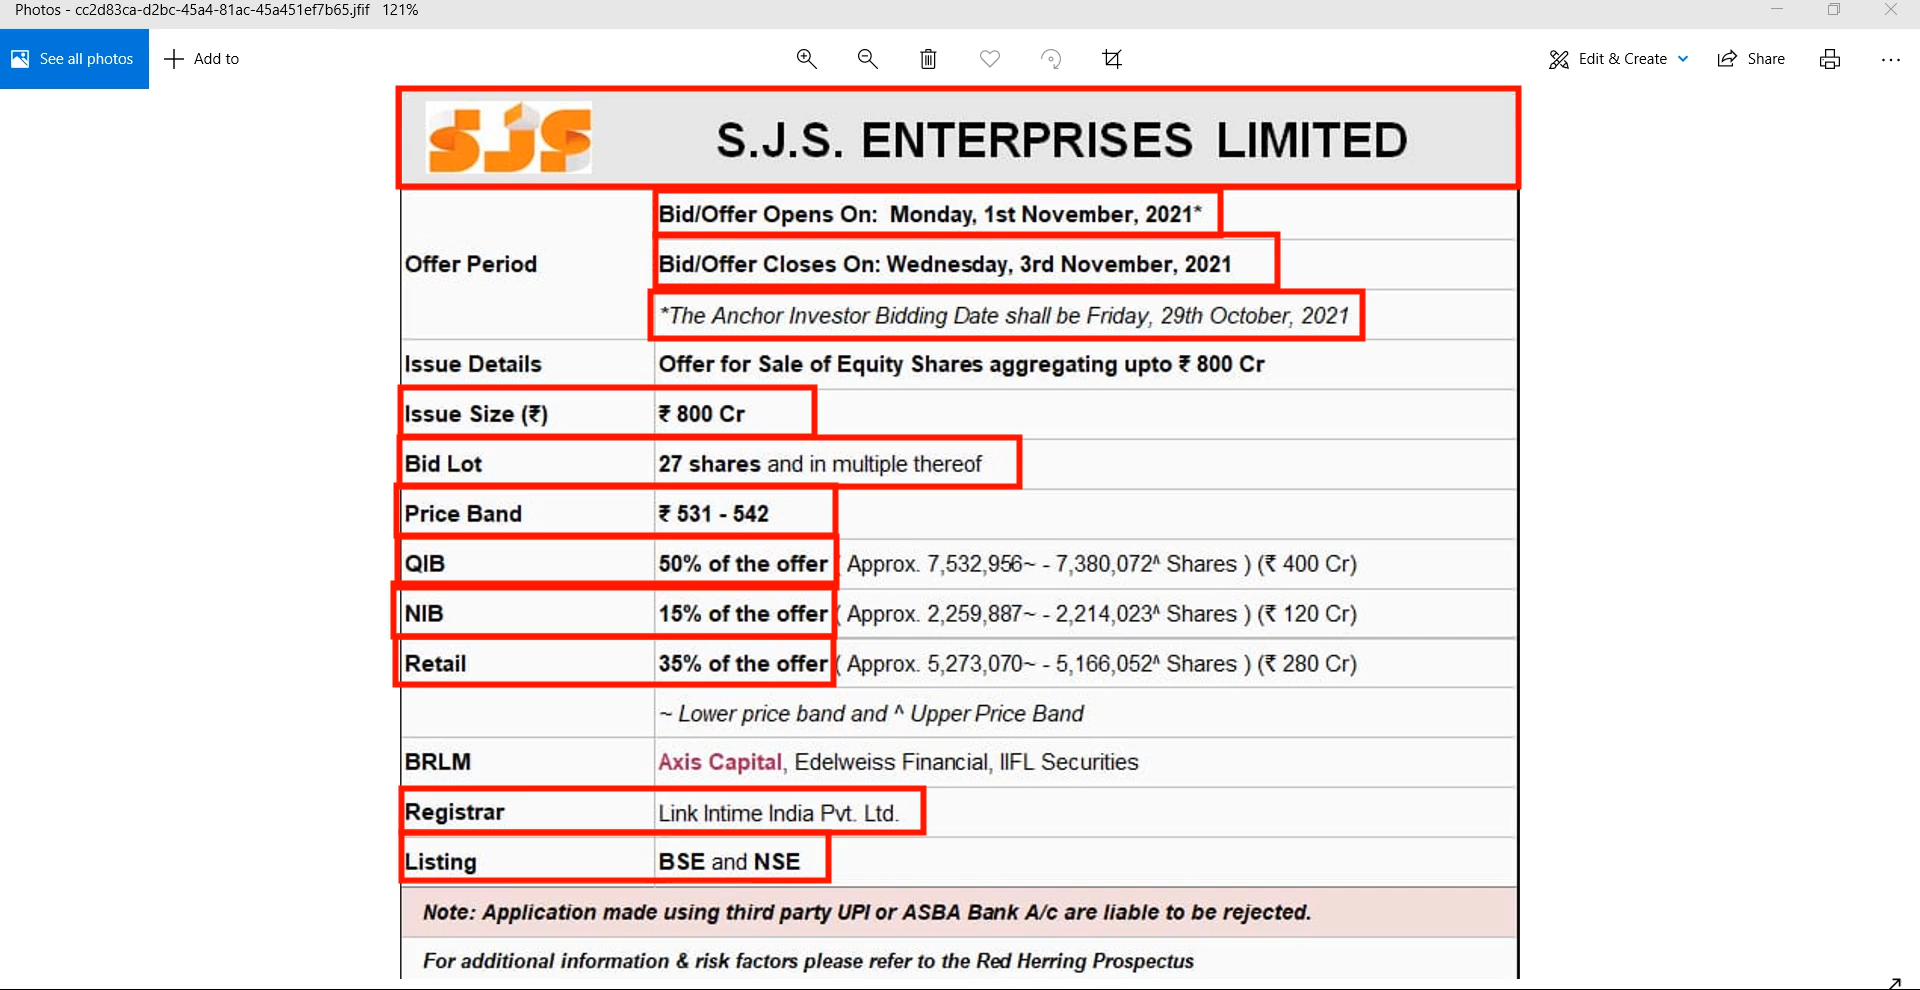 Photos - cc2d83ca-d2bc-45a4-81ac-45a451ef7b65.jfif 121%
See all photos
Add to
Edit & Create
Share
SJS
S.J.S. ENTERPRISES LIMITED
Offer Period
Bid/Offer Opens On: Monday, 1st November, 2021*
Bid/Offer Closes On: Wednesday, 3rd November, 2021
*The Anchor Investor Bidding Date shall be Friday, 29th October, 2021
Issue Details Offer for Sale of Equity Shares aggregating upto ₹ 800 Cr
Issue Size (₹) ₹ 800 Cr
Bid Lot 27 shares and in multiple thereof
Price Band ₹ 531 - 542
QIB 50% of the offer ( Approx. 7,532,956~ - 7,380,072^ Shares ) (₹ 400 Cr)
NIB 15% of the offer ( Approx. 2,259,887~ - 2,214,023^ Shares ) (₹ 120 Cr)
Retail 35% of the offer ( Approx. 5,273,070~ - 5,166,052^ Shares ) (₹ 280 Cr)
~ Lower price band and ^ Upper Price Band
BRLM Axis Capital, Edelweiss Financial, IIFL Securities
Registrar Link Intime India Pvt. Ltd.
Listing BSE and NSE
Note: Application made using third party UPI or ASBA Bank A/c are liable to be rejected.
For additional information & risk factors please refer to the Red Herring Prospectus